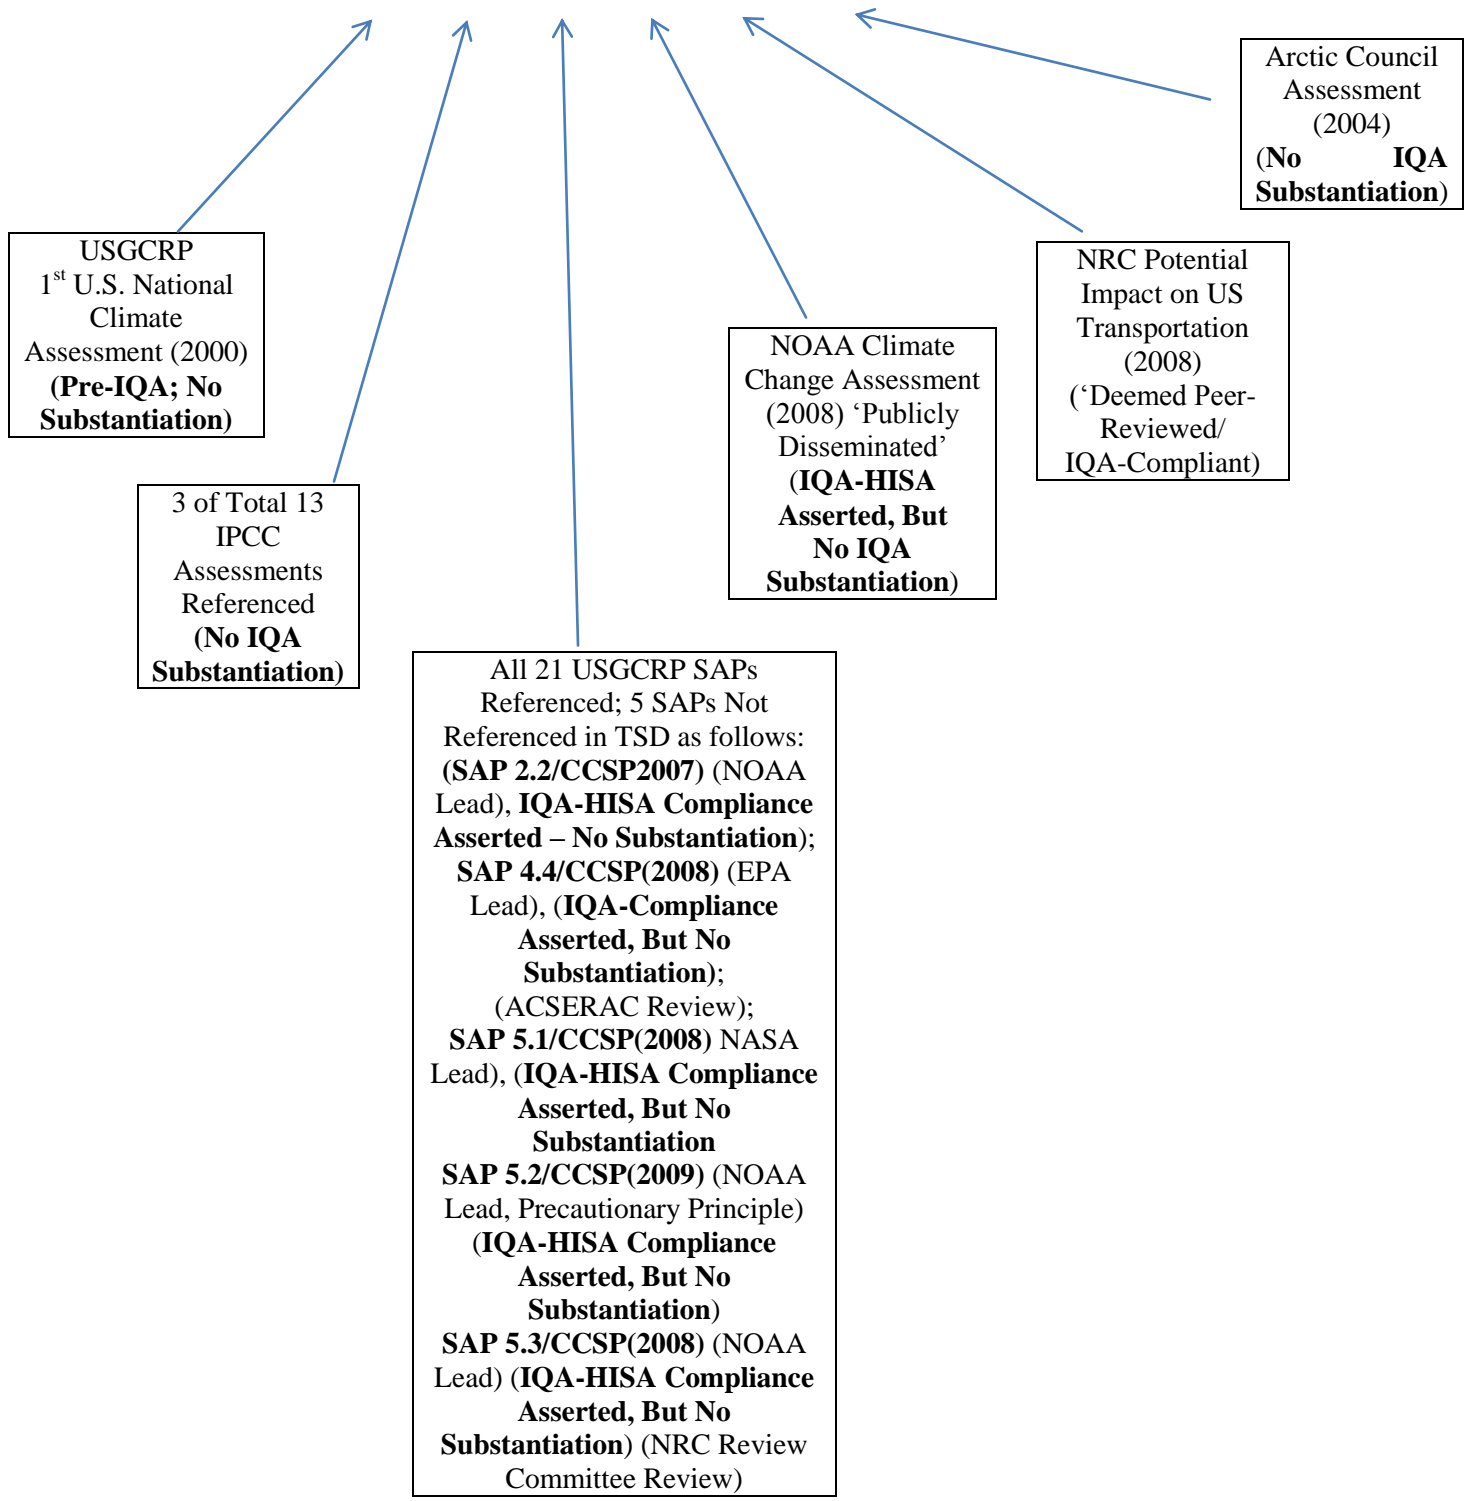 Arctic Council
Assessment
(2004)
(No IQA
Substantiation)
USGCRP
1st U.S. National
Climate
Assessment (2000)
(Pre-IQA; No
Substantiation)
NRC Potential
Impact on US
Transportation
(2008)
(‘Deemed Peer-
Reviewed/
IQA-Compliant)
NOAA Climate
Change Assessment
(2008) ‘Publicly
Disseminated’
(IQA-HISA
Asserted, But
No IQA
Substantiation)
3 of Total 13
IPCC
Assessments
Referenced
(No IQA
Substantiation)
All 21 USGCRP SAPs
Referenced; 5 SAPs Not
Referenced in TSD as follows:
(SAP 2.2/CCSP2007) (NOAA
Lead), IQA-HISA Compliance
Asserted – No Substantiation);
SAP 4.4/CCSP(2008) (EPA
Lead), (IQA-Compliance
Asserted, But No
Substantiation);
(ACSERAC Review);
SAP 5.1/CCSP(2008) NASA
Lead), (IQA-HISA Compliance
Asserted, But No
Substantiation
SAP 5.2/CCSP(2009) (NOAA
Lead, Precautionary Principle)
(IQA-HISA Compliance
Asserted, But No
Substantiation)
SAP 5.3/CCSP(2008) (NOAA
Lead) (IQA-HISA Compliance
Asserted, But No
Substantiation) (NRC Review
Committee Review)